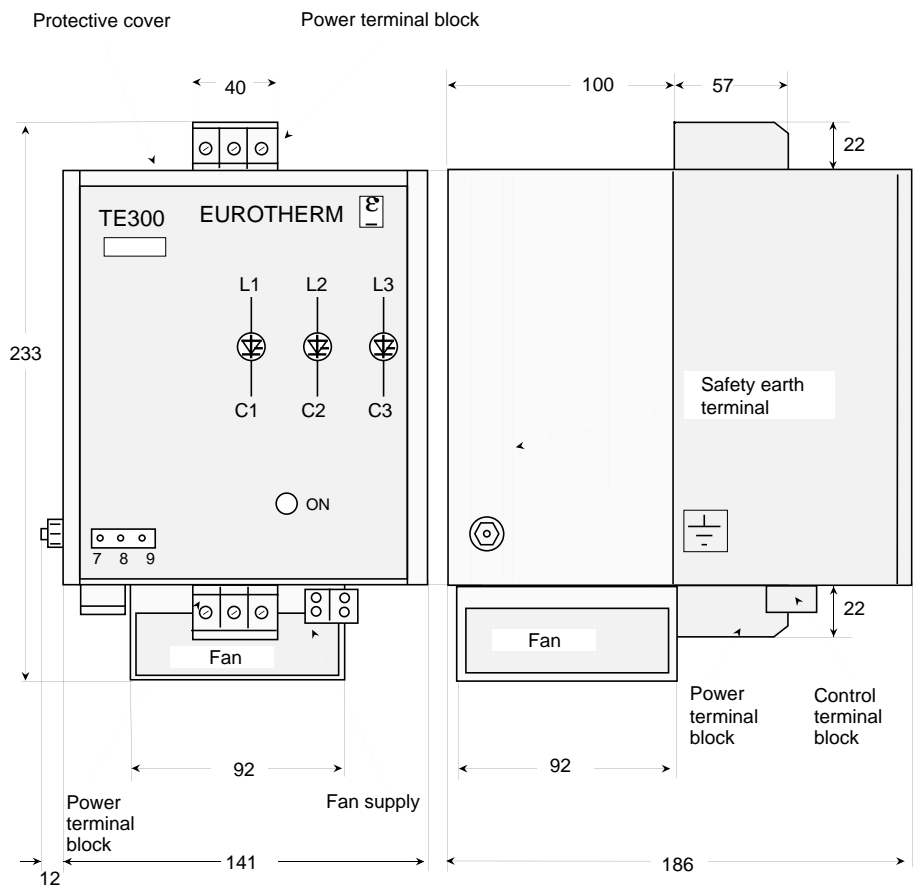 Protective cover
Power terminal block
40
100
57
22
TE300
EUROTHERM
ε
L1 L2 L3
233
C1 C2 C3
Safety earth
terminal
ON
7 8 9
22
Fan
Fan
Power
terminal
block
Control
terminal
block
92
92
Power
terminal
block
Fan supply
12
141
186